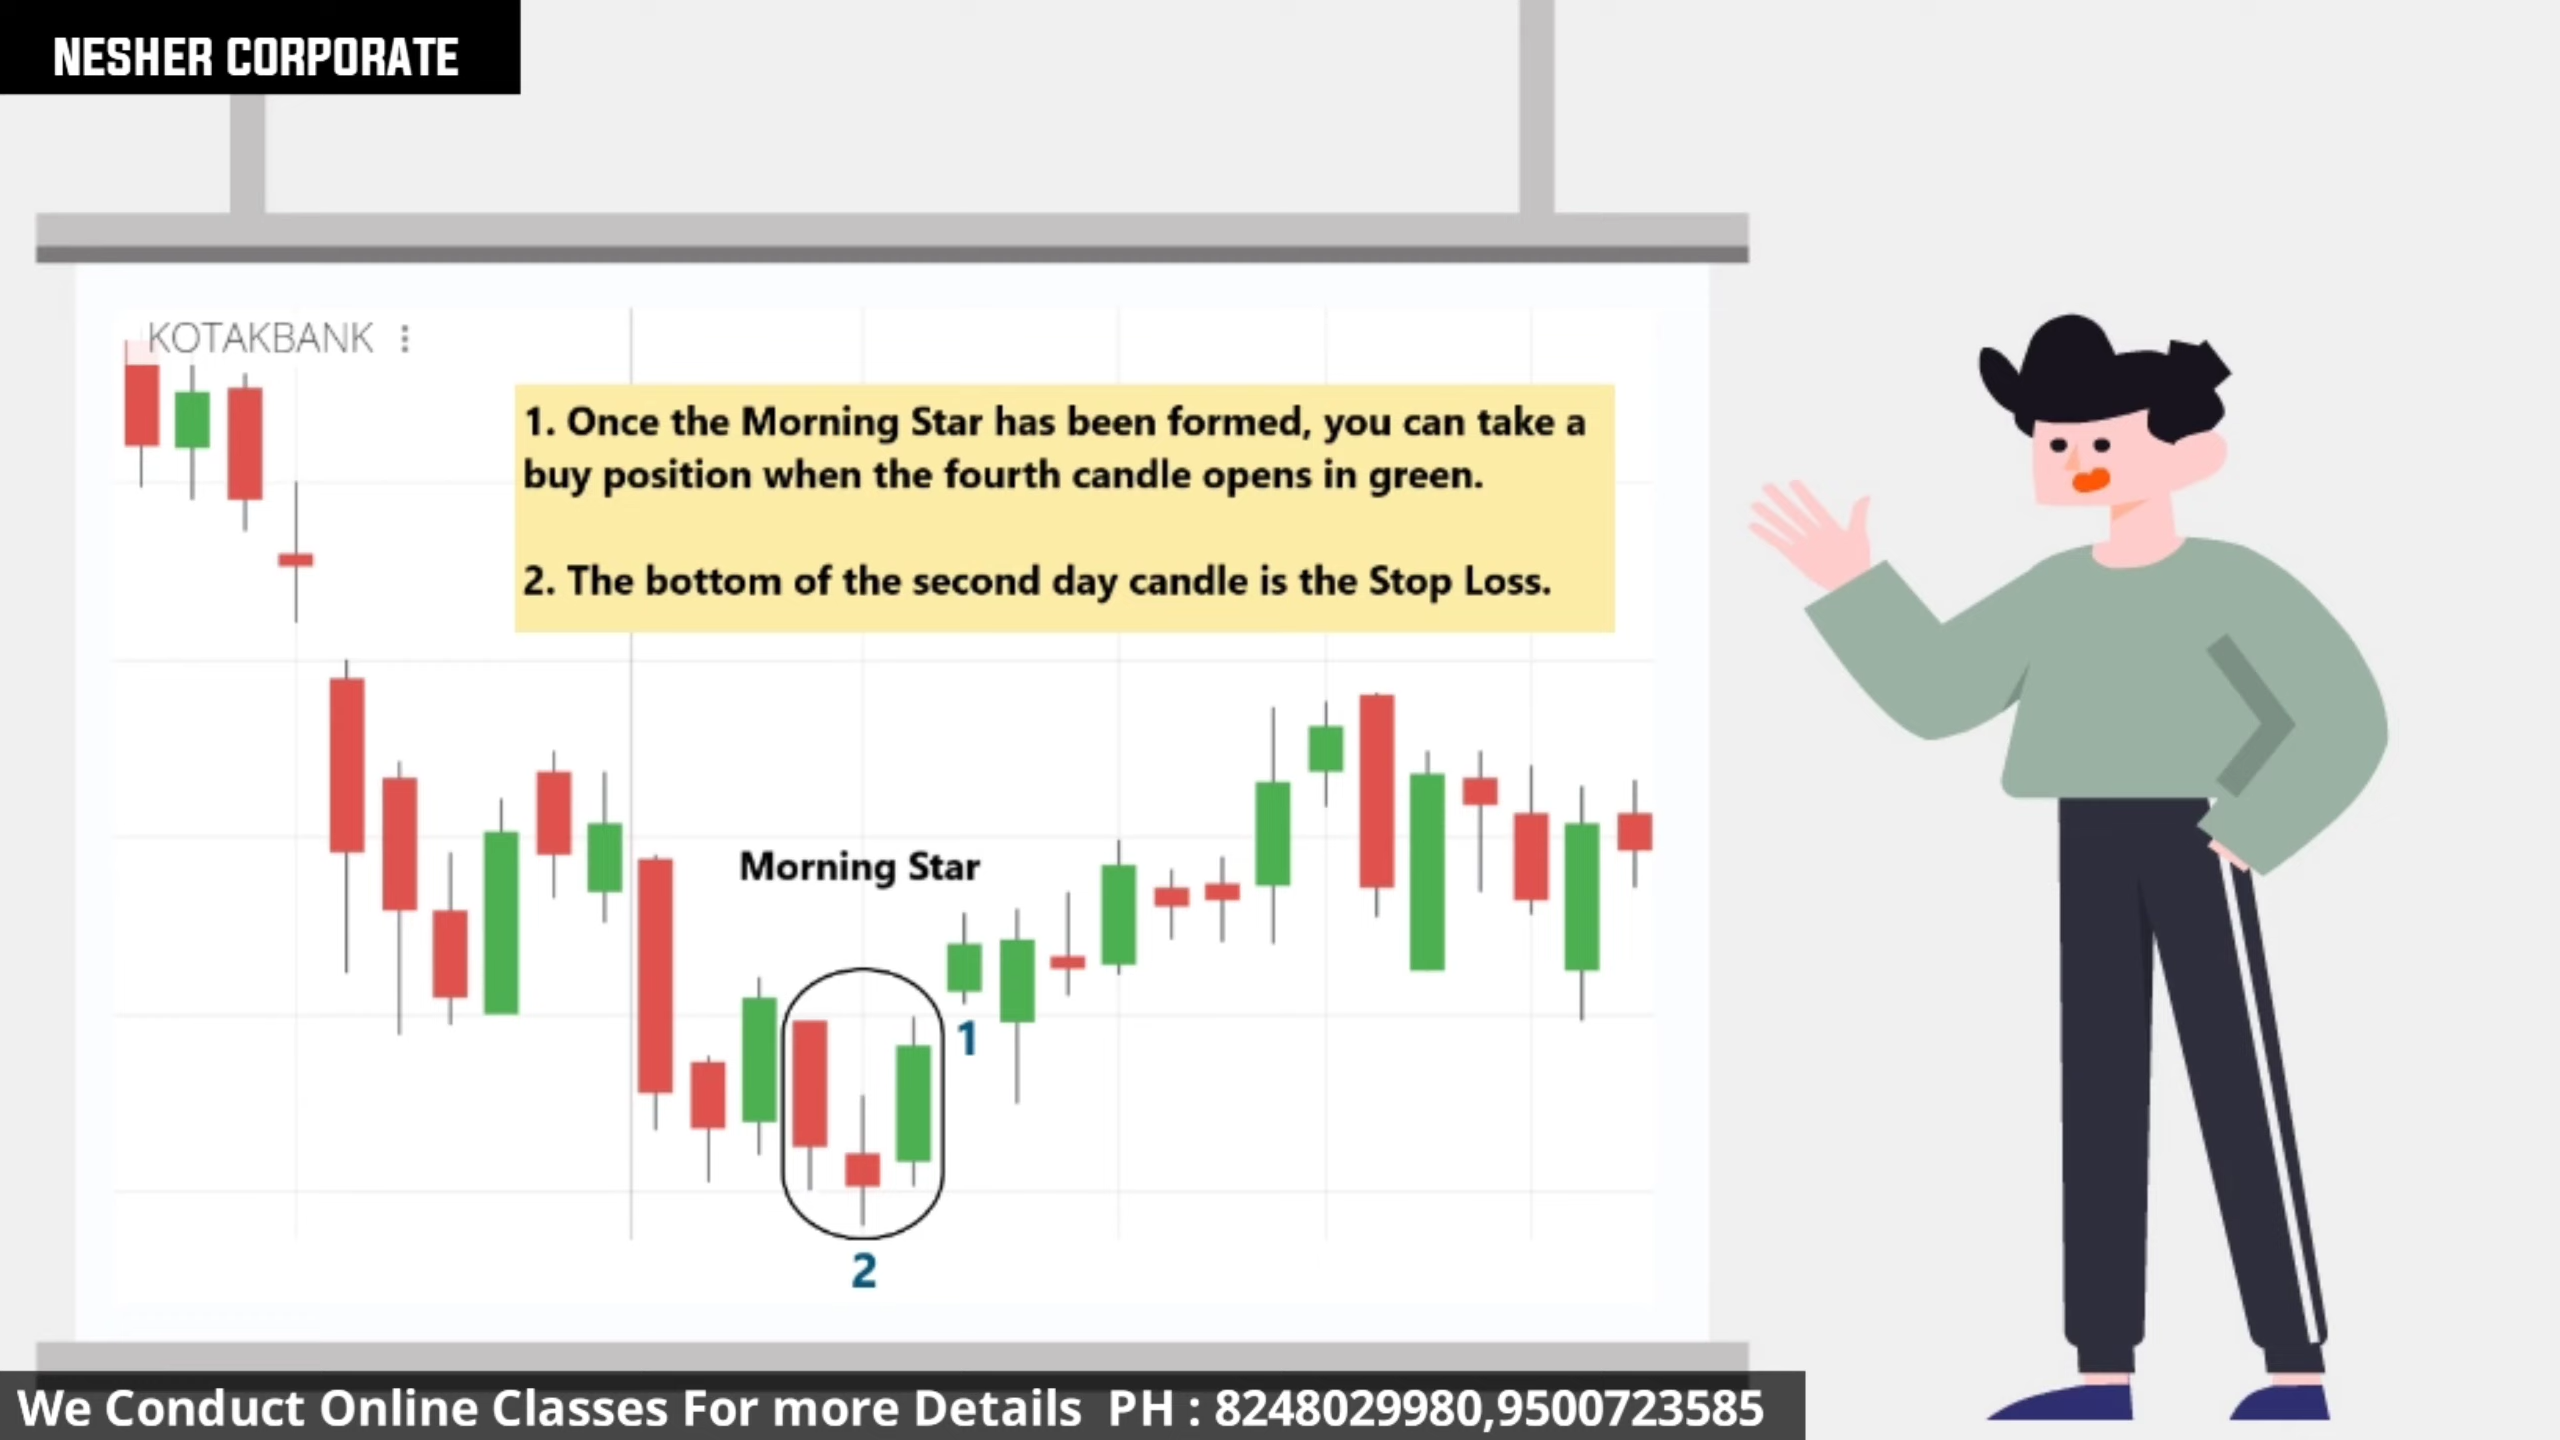 NESHER CORPORATE
KOTAKBANK
1. Once the Morning Star has been formed, you can take a
buy position when the fourth candle opens in green.
2. The bottom of the second day candle is the Stop Loss.
Morning Star
1
2
We Conduct Online Classes For more Details PH : 8248029980,9500723585